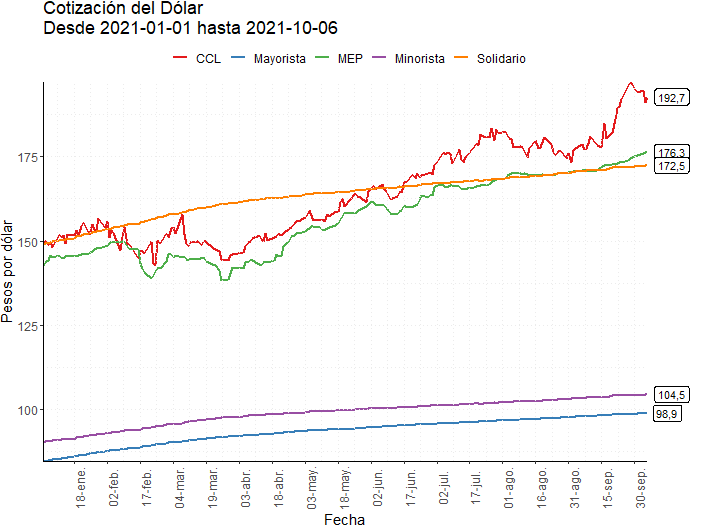 Cotización del Dólar
Desde 2021-01-01 hasta 2021-10-06
CCL Mayorista MEP Minorista Solidario
Pesos por dólar
175
150
125
100
192,7
176,3
172,5
104,5
98,9
18-ene.
02-feb.
17-feb.
04-mar.
19-mar.
03-abr.
18-abr.
03-may.
18-may.
02-jun.
17-jun.
02-jul.
17-jul.
01-ago.
16-ago.
31-ago.
15-sep.
30-sep.
Fecha